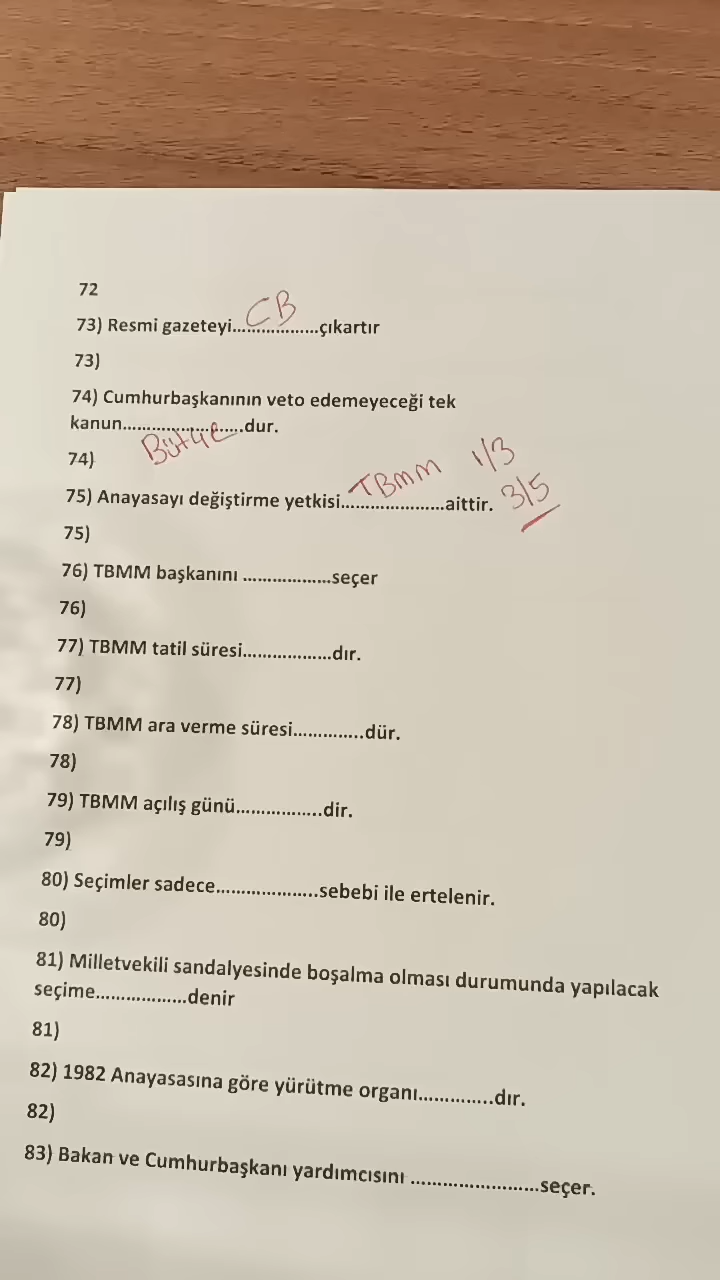 72
CB
73) Resmi gazeteyi..................çıkartır
73)
74) Cumhurbaşkanının veto edemeyeceği tek
kanun.........................dur.
Bütçe
74)
TBMM 1/3
75) Anayasayı değiştirme yetkisi.....................aittir. 3/5
75)
76) TBMM başkanını ..................seçer
76)
77) TBMM tatil süresi..................dır.
77)
78) TBMM ara verme süresi..............dür.
78)
79) TBMM açılış günü..................dir.
79)
80) Seçimler sadece.....................sebebi ile ertelenir.
80)
81) Milletvekili sandalyesinde boşalma olması durumunda yapılacak
seçime..................denir
81)
82) 1982 Anayasasına göre yürütme organı...............dır.
82)
83) Bakan ve Cumhurbaşkanı yardımcısını ..........................seçer.